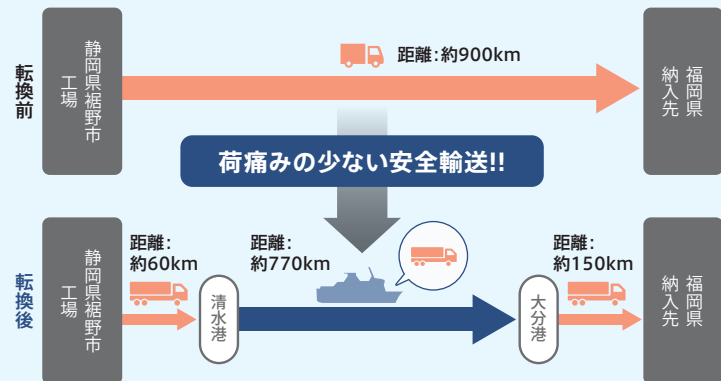 転換前
静岡県裾野市
工場
距離：約900km
福岡県
納入先
荷痛みの少ない安全輸送!!
転換後
静岡県裾野市
工場
距離：
約60km
清水港
距離：
約770km
大分港
距離：
約150km
福岡県
納入先